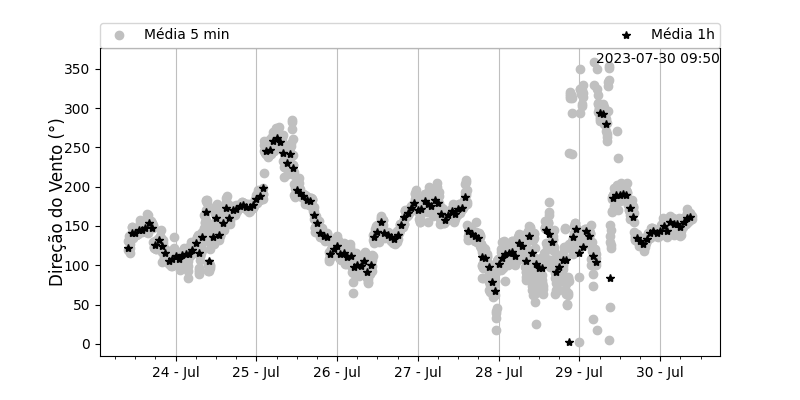 Média 5 min
Média 1h
2023-07-30 09:50
Direção do Vento (°)
350
300
250
200
150
100
50
0
24 - Jul
25 - Jul
26 - Jul
27 - Jul
28 - Jul
29 - Jul
30 - Jul